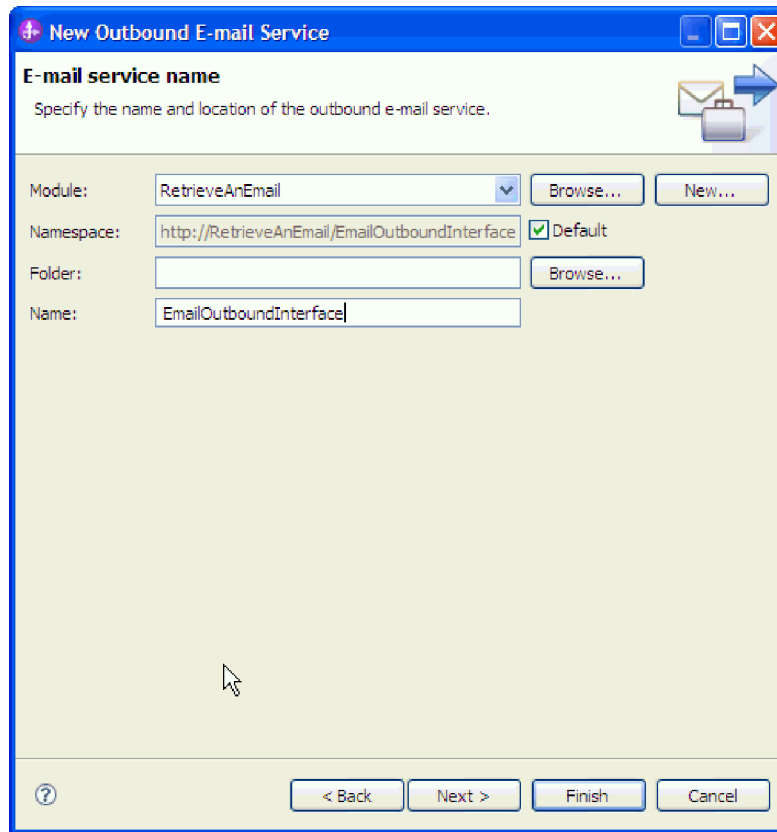 New Outbound E-mail Service
E-mail service name
Specify the name and location of the outbound e-mail service.
Module: RetrieveAnEmail Browse... New...
Namespace: http://RetrieveAnEmail/EmailOutboundInterface Default
Folder: Browse...
Name: EmailOutboundInterface
? < Back Next > Finish Cancel